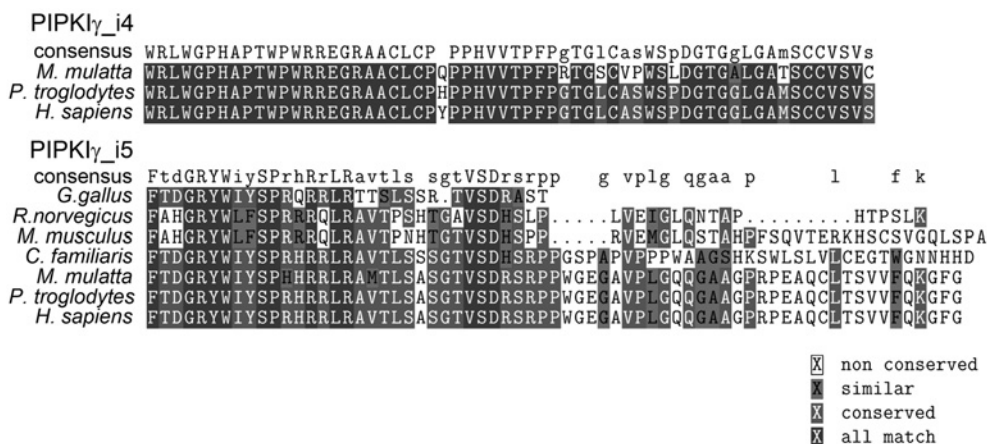 PIPKIγ_i4
consensus WRLWGPHAPTWPWRREGRAACLCP PPHVVTPFPgTGlCasWSpDGTGgLGAmSCCVSVs
M. mulatta WRLWGPHAPTWPWRREGRAACLCPQPPHVVTPFPRTGSCVPWSLDGTGALGATSCCVSVC
P. troglodytes WRLWGPHAPTWPWRREGRAACLCPHPPHVVTPFPGTGLCASWSPDGTGGLGAMSCCVSVS
H. sapiens WRLWGPHAPTWPWRREGRAACLCPYPPHVVTPFPGTGLCASWSPDGTGGLGAMSCCVSVS
PIPKIγ_i5
consensus FtdGRYWiySPrhRrLRavtls sgtVSDrsrpp g vplg qgaa p l f k
G.gallus FTDGRYWIYSPRQRRLRTTSLSSR.TVSDRAST
R.norvegicus FAHGRYWLFSPRRRQLRAVTPSHTGAVSDHSLP.....LVEIGLQNTAP.........HTPSLK
M. musculus FAHGRYWLFSPRRRQLRAVTPNHTGTVSDHSPP.....RVEMGLQSTAHPFSQVTERKHSCSVGQLSPA
C. familiaris FTDGRYWIYSPRHRRLRAVTLSASGTVSDHSRPPGSPAPVPPPWAAGSHKSWLSLVLCEGTWGNNHHD
M. mulatta FTDGRYWIYSPRHRRLRAMTLSASGTVSDRSRPPWGEGAVPLGQQGAAGPRPEAQCLTSVVFQKGFG
P. troglodytes FTDGRYWIYSPRHRRLRAVTLSASGTVSDRSRPPWGEGAVPLGQQGAAGPRPEAQCLTSVVFQKGFG
H. sapiens FTDGRYWIYSPRHRRLRAVTLSASGTVSDRSRPPWGEGAVPLGQQGAAGPRPEAQCLTSVVFQKGFG
X non conserved
X similar
X conserved
X all match